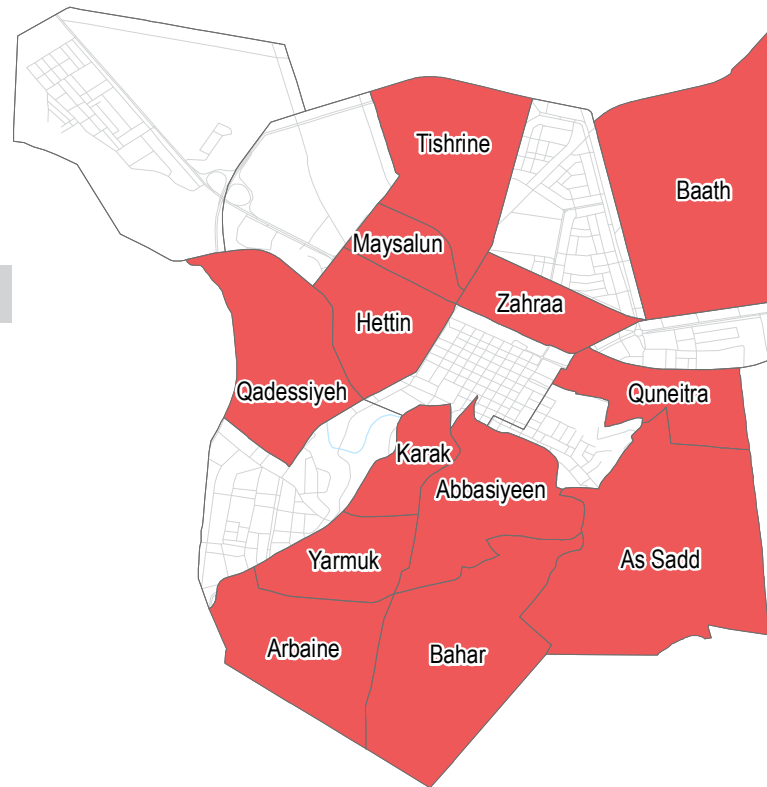 Tishrine
Baath
Maysalun
Zahraa
Hettin
Qadessiyeh
Quneitra
Karak
Abbasiyeen
Yarmuk
As Sadd
Arbaine
Bahar